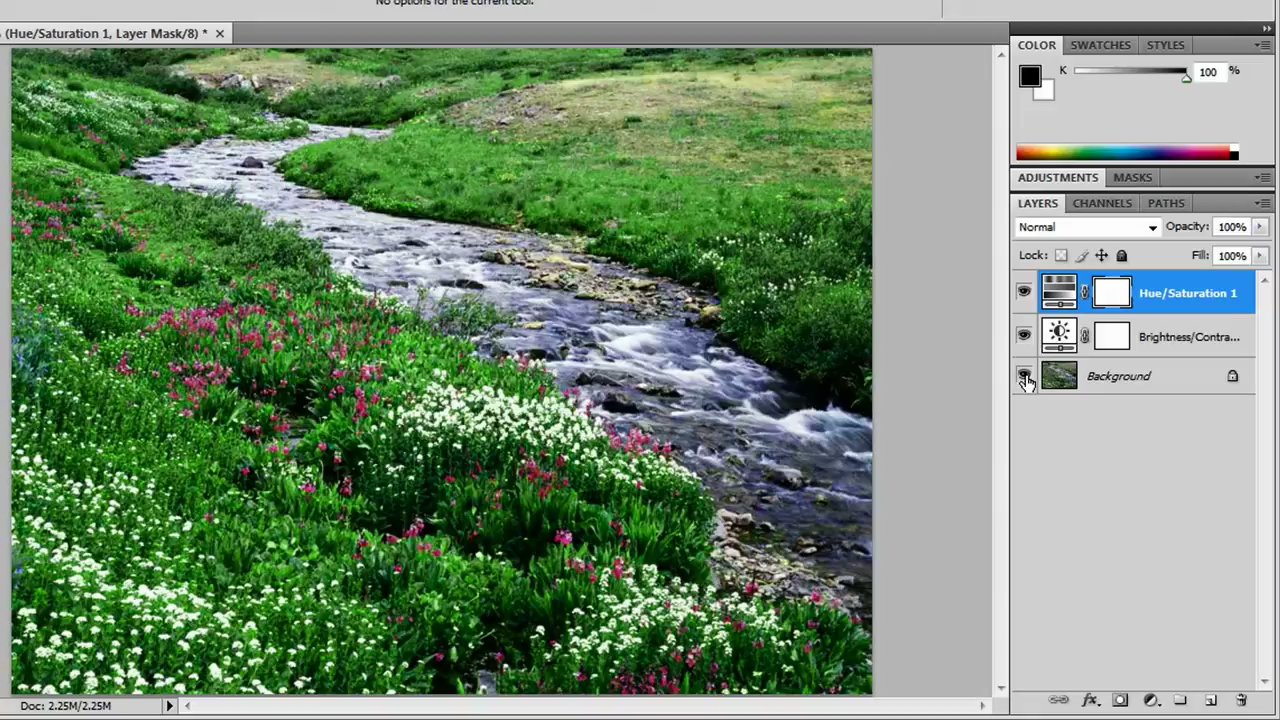 No options for the current tool.
(Hue/Saturation 1, Layer Mask/8) *
COLOR SWATCHES STYLES
K 100 %
ADJUSTMENTS MASKS
LAYERS CHANNELS PATHS
Normal Opacity: 100%
Lock: Fill: 100%
Hue/Saturation 1
Brightness/Contra...
Background
fx
Doc: 2.25M/2.25M